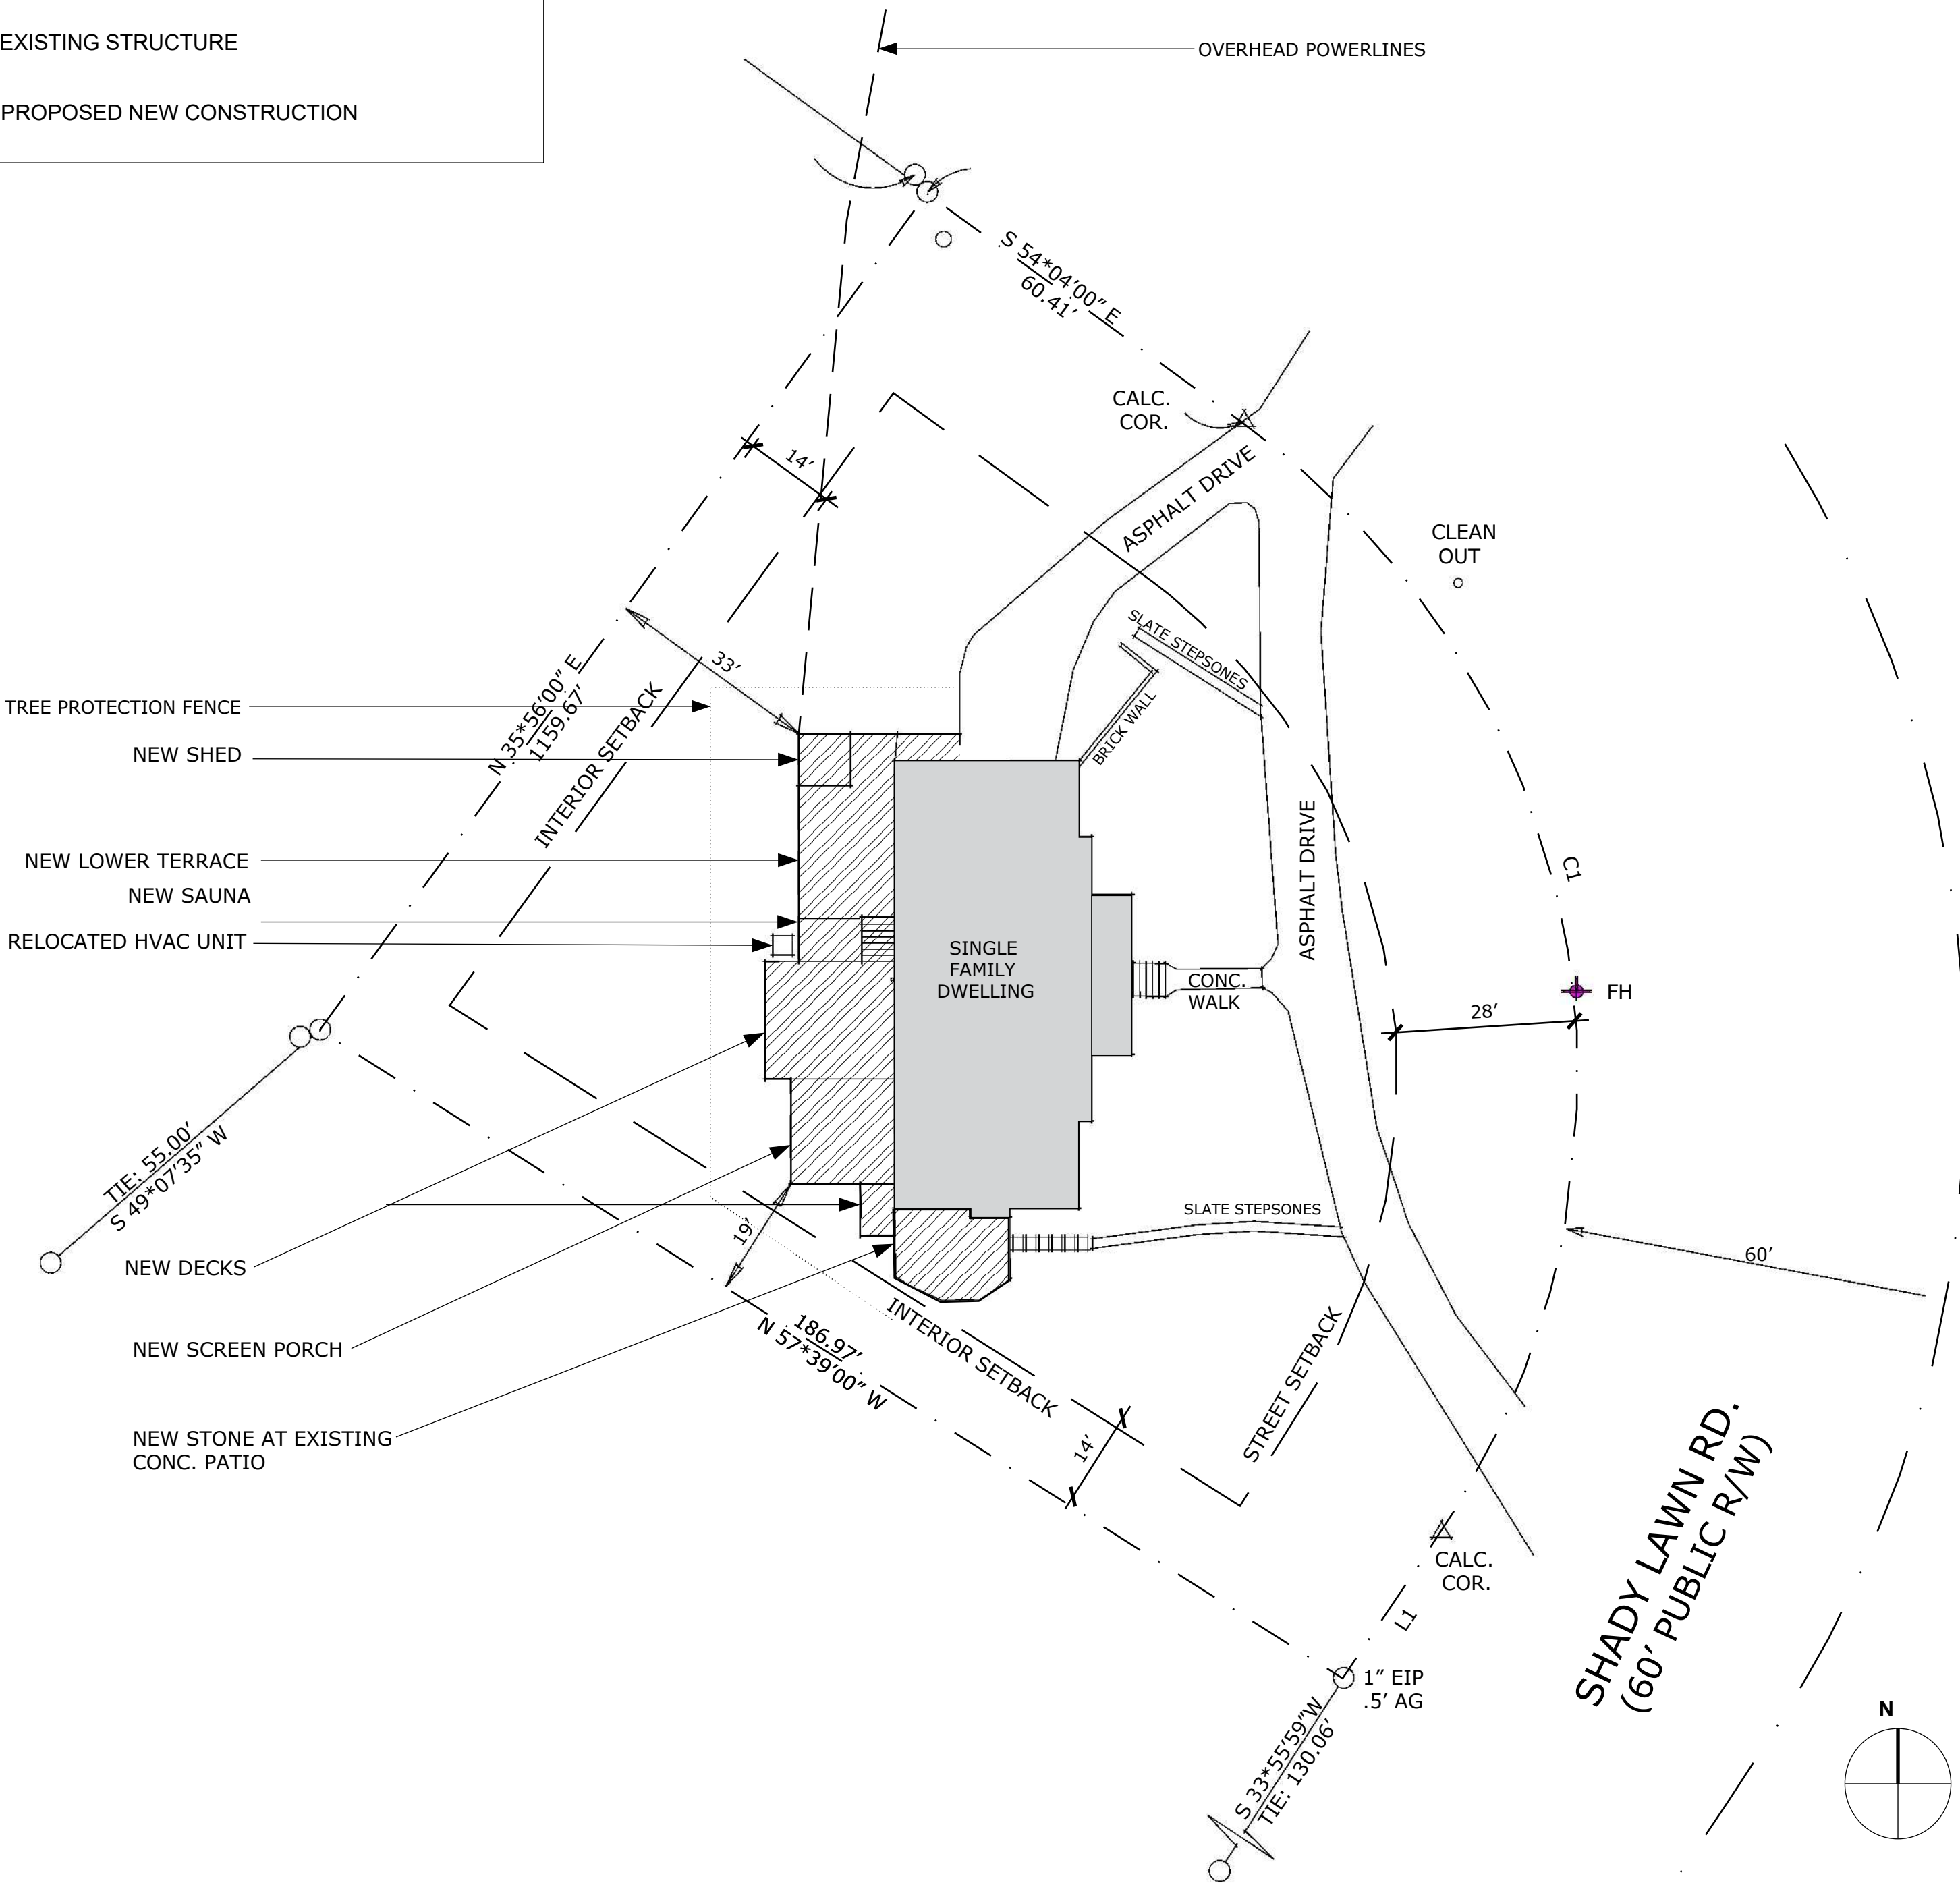 EXISTING STRUCTURE
PROPOSED NEW CONSTRUCTION
OVERHEAD POWERLINES
S 54*04'00" E
60.41'
CALC.
COR.
ASPHALT DRIVE
CLEAN
OUT
14'
33'
N 35*56'00" E
1159.67'
INTERIOR SETBACK
SLATE STEPSONES
BRICK WALL
TREE PROTECTION FENCE
NEW SHED
NEW LOWER TERRACE
NEW SAUNA
RELOCATED HVAC UNIT
ASPHALT DRIVE
C1
SINGLE
FAMILY
DWELLING
CONC.
WALK
FH
28'
TIE: 55.00'
S 49*07'35" W
19'
SLATE STEPSONES
60'
NEW DECKS
NEW SCREEN PORCH
NEW STONE AT EXISTING
CONC. PATIO
INTERIOR SETBACK
186.97'
N 57*39'00" W
STREET SETBACK
14'
SHADY LAWN RD.
(60' PUBLIC R/W)
CALC.
COR.
L1
1" EIP
.5' AG
S 33*55'59"W
TIE: 130.06'
N